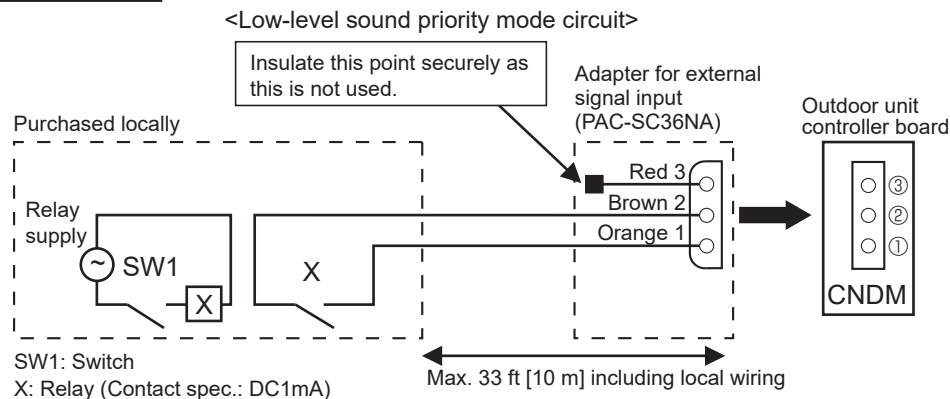 <Low-level sound priority mode circuit>
Insulate this point securely as
this is not used.
Adapter for external
signal input
(PAC-SC36NA)
Outdoor unit
controller board
Purchased locally
Red 3
Brown 2
Orange 1
③
②
①
CNDM
Relay
supply
~
SW1
X
X
SW1: Switch
X: Relay (Contact spec.: DC1mA)
Max. 33 ft [10 m] including local wiring